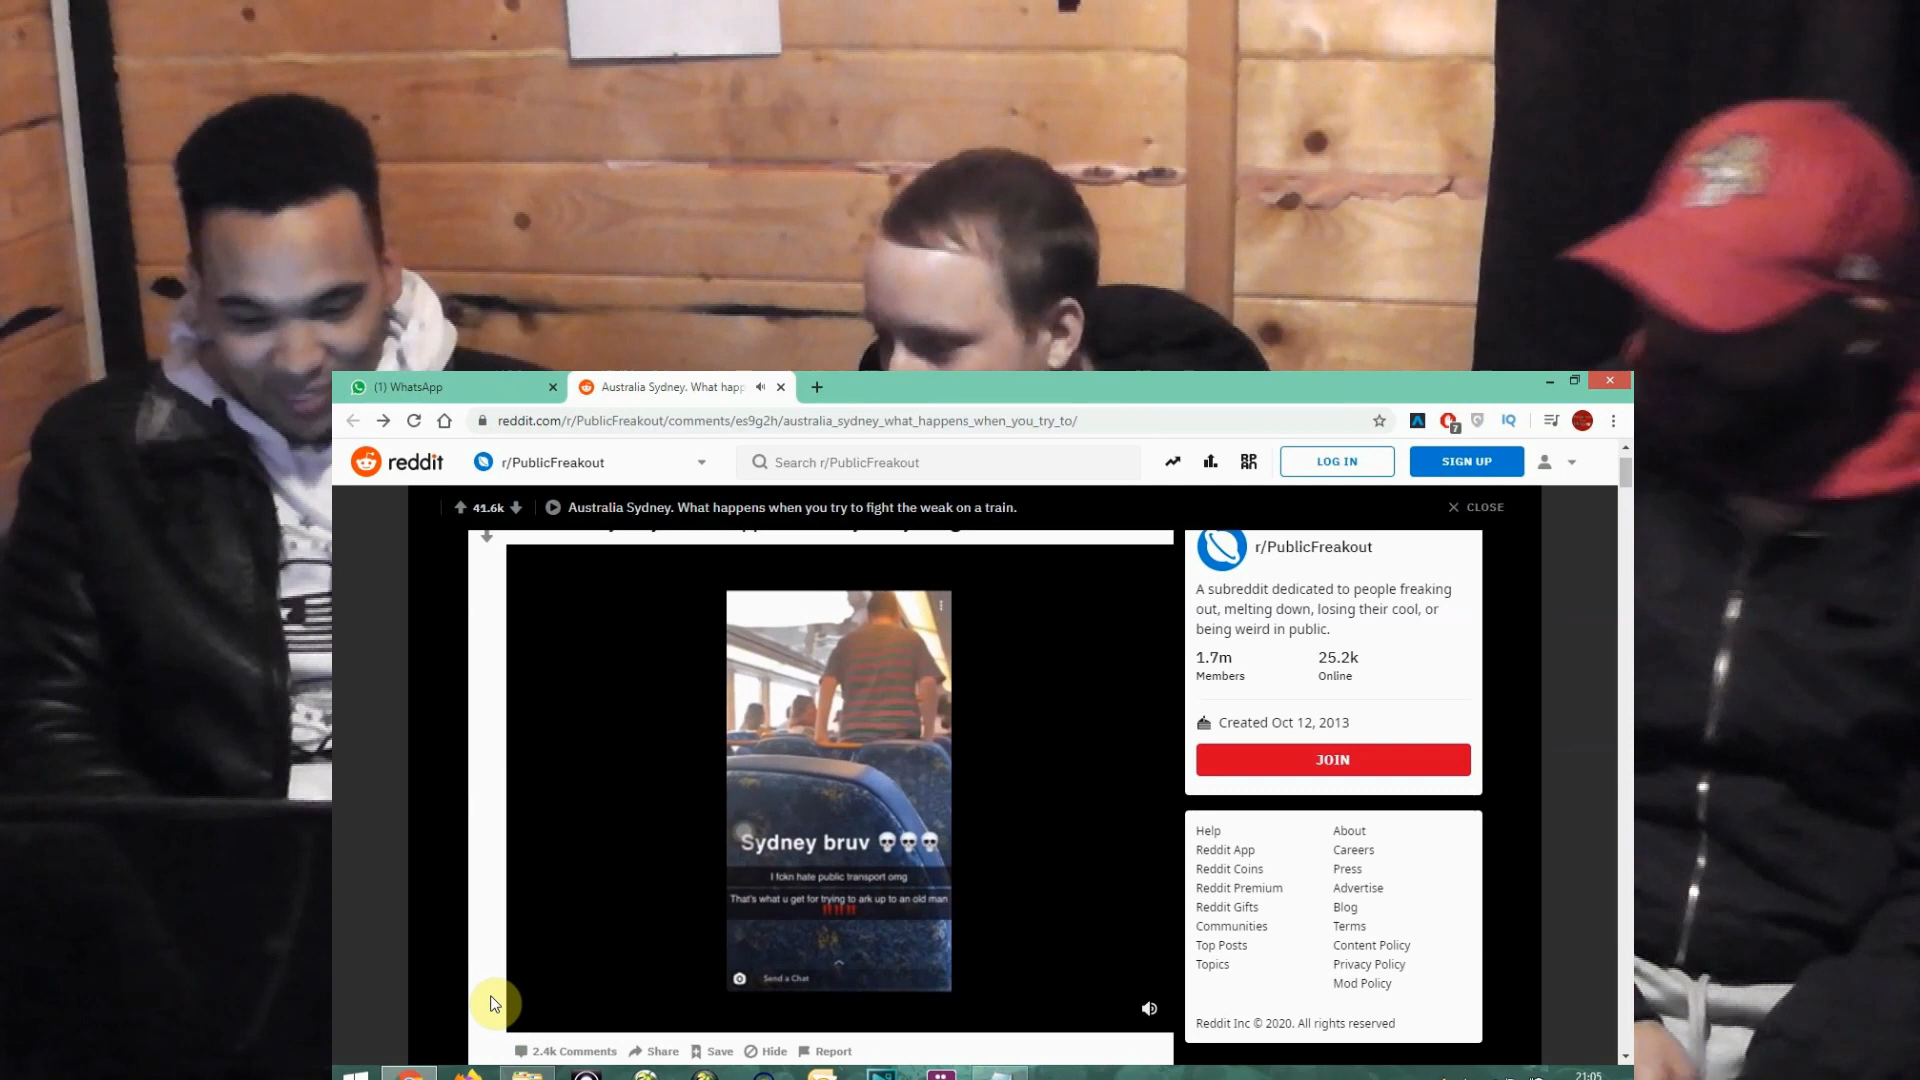 (1) WhatsApp
Australia Sydney. What happ
reddit.com/r/PublicFreakout/comments/es9g2h/australia_sydney_what_happens_when_you_try_to/
7
IQ
reddit
r/PublicFreakout
Search r/PublicFreakout
LOG IN
SIGN UP
41.6k
Australia Sydney. What happens when you try to fight the weak on a train.
CLOSE
r/PublicFreakout
A subreddit dedicated to people freaking
out, melting down, losing their cool, or
being weird in public.
1.7m
25.2k
Members
Online
Created Oct 12, 2013
JOIN
Sydney bruv 💀💀💀
I fckn hate public transport omg
That's what u get for trying to ark up to an old man
‼️‼️
Send a Chat
Help
About
Reddit App
Careers
Reddit Coins
Press
Reddit Premium
Advertise
Reddit Gifts
Blog
Communities
Terms
Top Posts
Content Policy
Topics
Privacy Policy
Mod Policy
Reddit Inc © 2020. All rights reserved
2.4k Comments
Share
Save
Hide
Report
21:05